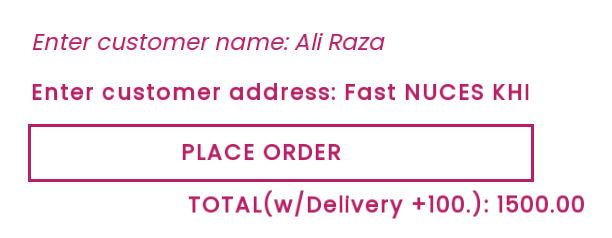 Enter customer name: Ali Raza
Enter customer address: Fast NUCES KHI
PLACE ORDER
TOTAL(w/Delivery +100.): 1500.00